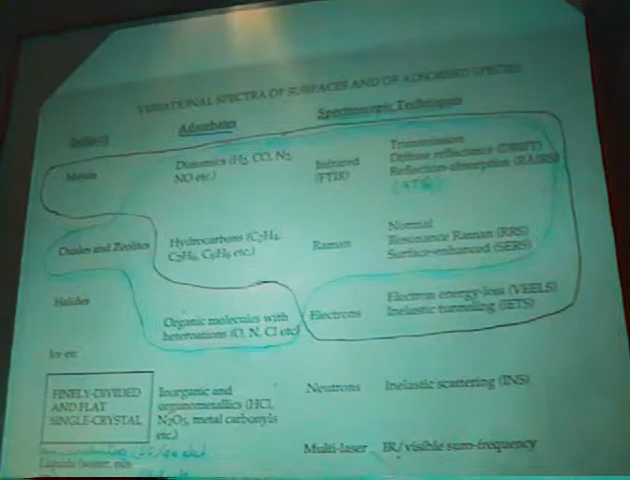 VIBRATIONAL SPECTRA OF SURFACES AND OF ADSORBED SPECIES
Adsorbates
Spectroscopic Techniques
Metals
Diatomics (H2, CO, N2
NO etc.)
Infrared
(FTIR)
Transmission
Diffuse reflectance (DRIFT)
Reflection-absorption (RAIRS)
(ATR)
Oxides and Zeolites
Hydrocarbons (C2H4,
C2H6, C6H6 etc.)
Raman
Normal
Resonance Raman (RRS)
Surface-enhanced (SERS)
Halides
Organic molecules with
heteroatoms (O, N, Cl etc)
Electrons
Electron energy-loss (VEELS)
Inelastic tunneling (IETS)
Ice etc
FINELY-DIVIDED
AND FLAT
SINGLE-CRYSTAL
Inorganic and
organometallics (HCl,
N2O5, metal carbonyls
etc.)
Neutrons
Inelastic scattering (INS)
Multi-laser
IR/visible sum-frequency
Liquids (water, oils